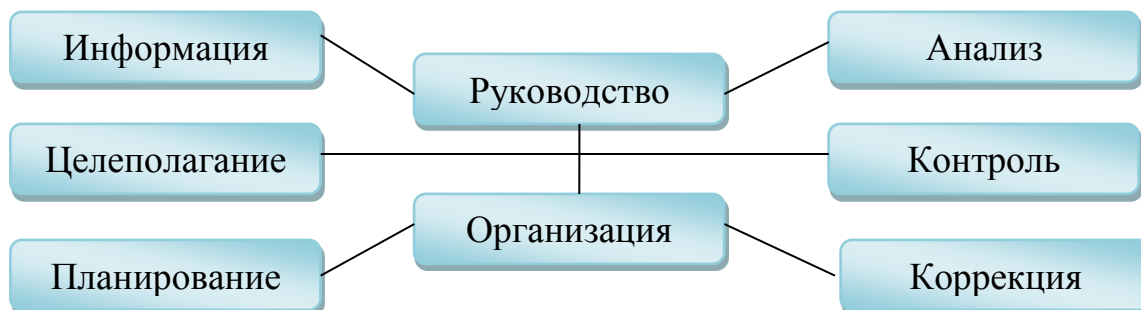 Информация
Руководство
Анализ
Целеполагание
Контроль
Организация
Планирование
Коррекция